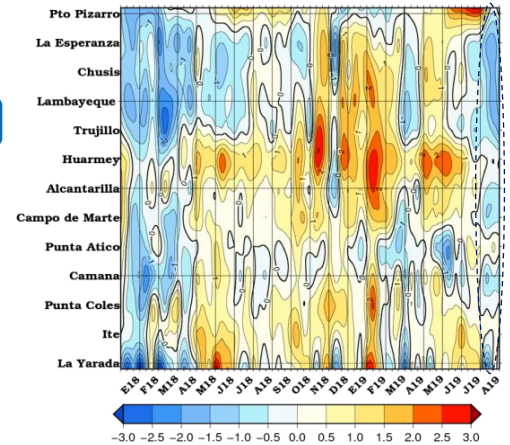 Pto Pizarro
La Esperanza
Chusis
Lambayeque
Trujillo
Huarmey
Alcantarilla
Campo de Marte
Punta Atico
Camana
Punta Coles
Ite
La Yarada
E18 F18 M18 A18 M18 J18 J18 A18 S18 O18 N18 D18 E19 F19 M19 A19 M19 J19 J19 A19
−3.0 −2.5 −2.0 −1.5 −1.0 −0.5 0.0 0.5 1.0 1.5 2.0 2.5 3.0